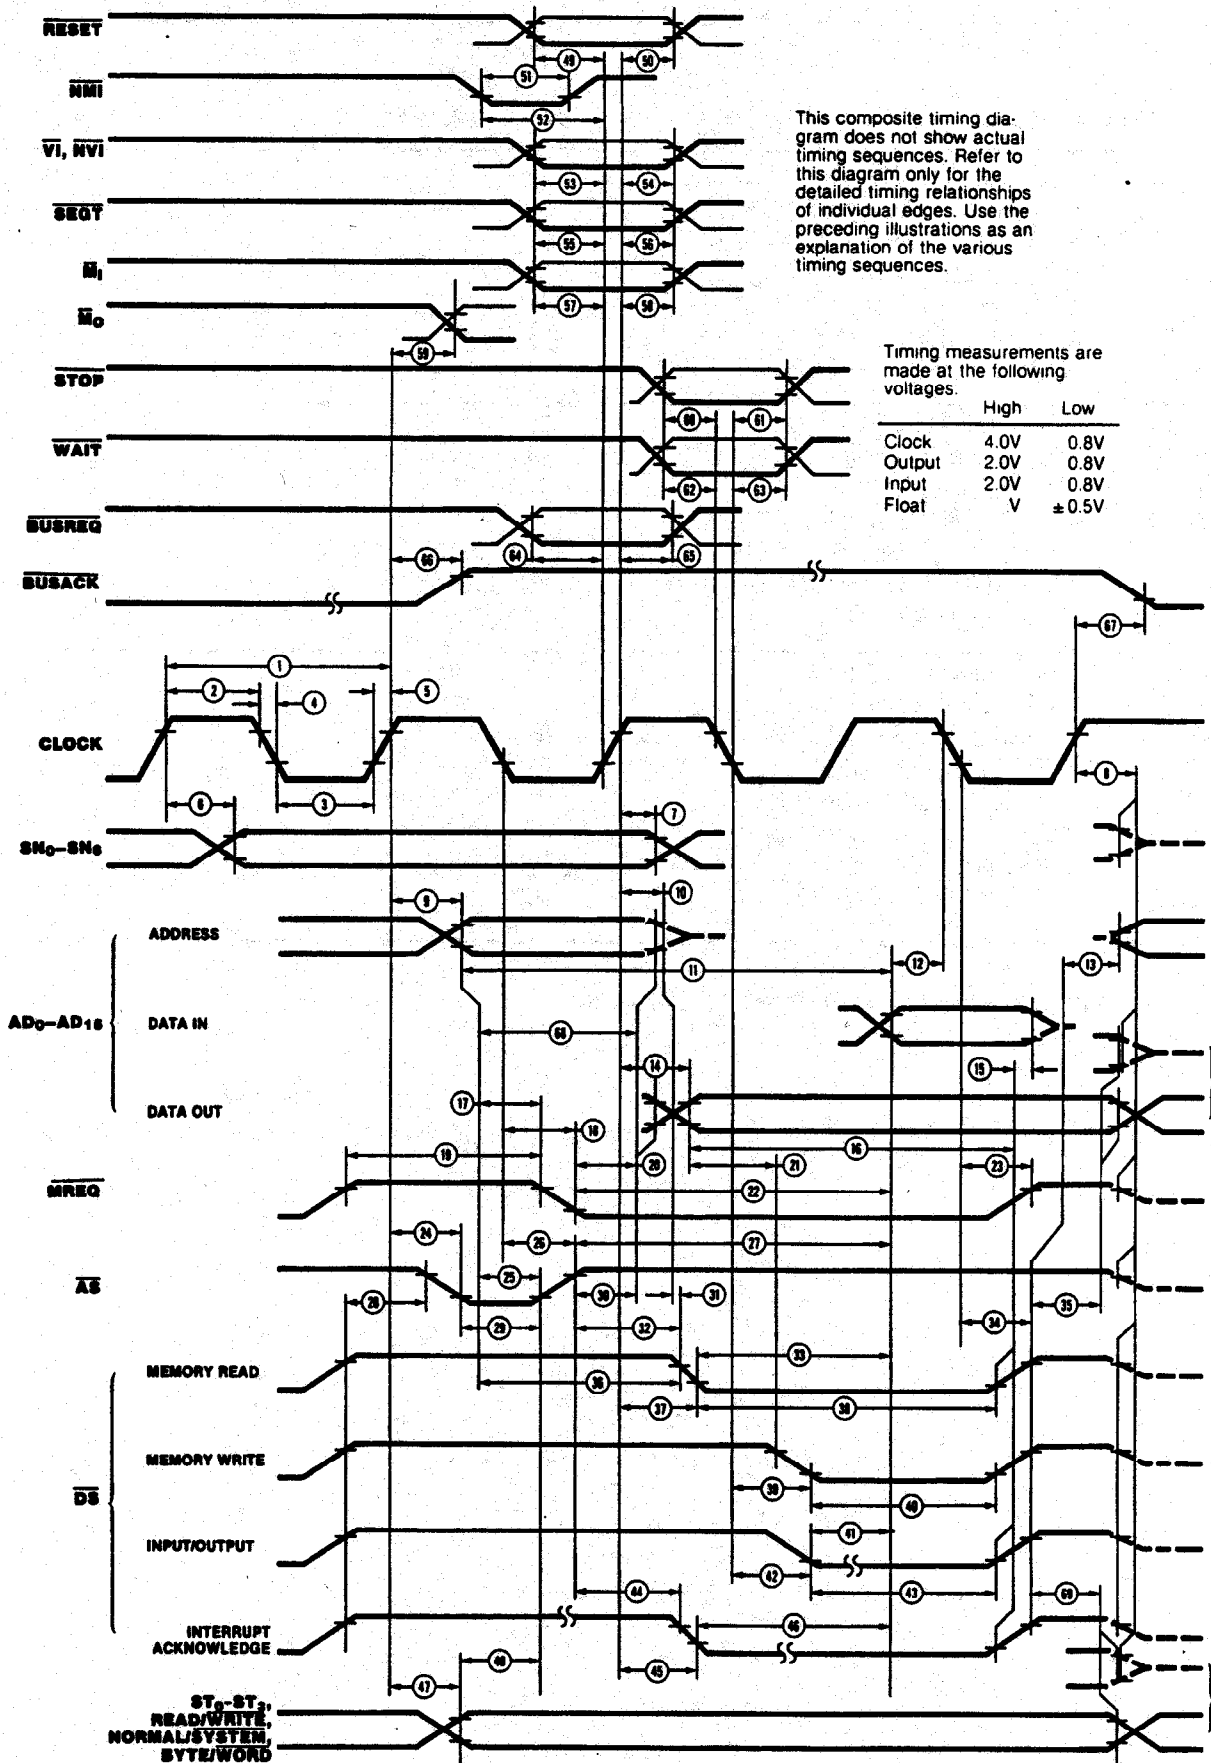 RESET
49
50
NMI
51
52
This composite timing dia-
gram does not show actual
timing sequences. Refer to
this diagram only for the
detailed timing relationships
of individual edges. Use the
preceding illustrations as an
explanation of the various
timing sequences.
VI, NVI
53
54
SEGT
55
56
MI
57
58
MO
59
Timing measurements are
made at the following
voltages.
High Low
Clock 4.0V 0.8V
Output 2.0V 0.8V
Input 2.0V 0.8V
Float V ±0.5V
STOP
60
61
WAIT
62
63
BUSREQ
64
65
66
BUSACK
67
1
2
4
5
CLOCK
8
3
6
7
SN0–SN6
10
9
ADDRESS
11
12
13
AD0–AD15
DATA IN
68
14
15
17
DATA OUT
18
16
19
20
21
23
MREQ
22
24
26
27
AS
25
28
30
31
35
29
32
34
33
MEMORY READ
36
37
38
MEMORY WRITE
DS
39
40
41
INPUT/OUTPUT
42
43
44
69
INTERRUPT
ACKNOWLEDGE
46
48
45
47
ST0–ST3,
READ/WRITE,
NORMAL/SYSTEM,
BYTE/WORD